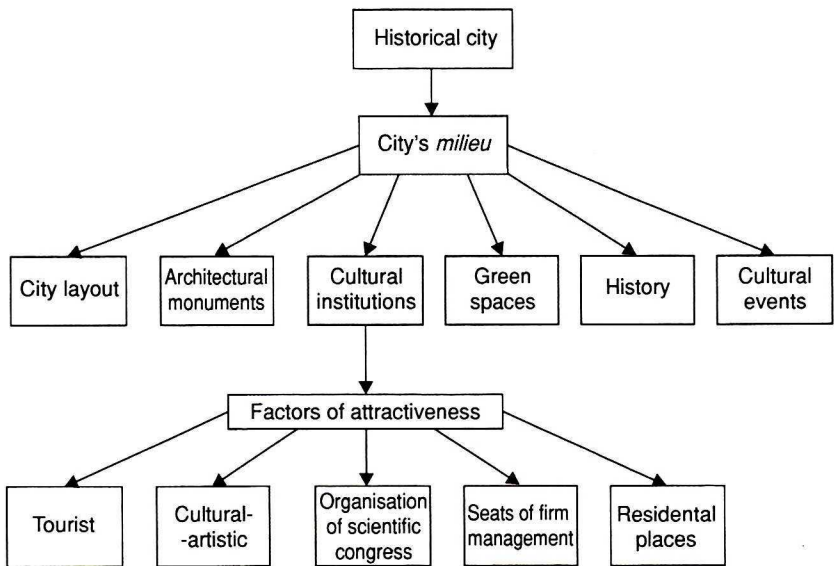 Historical city
City's milieu
City layout
Architectural
monuments
Cultural
institutions
Green
spaces
History
Cultural
events
Factors of attractiveness
Tourist
Cultural-
-artistic
Organisation
of scientific
congress
Seats of firm
management
Residental
places